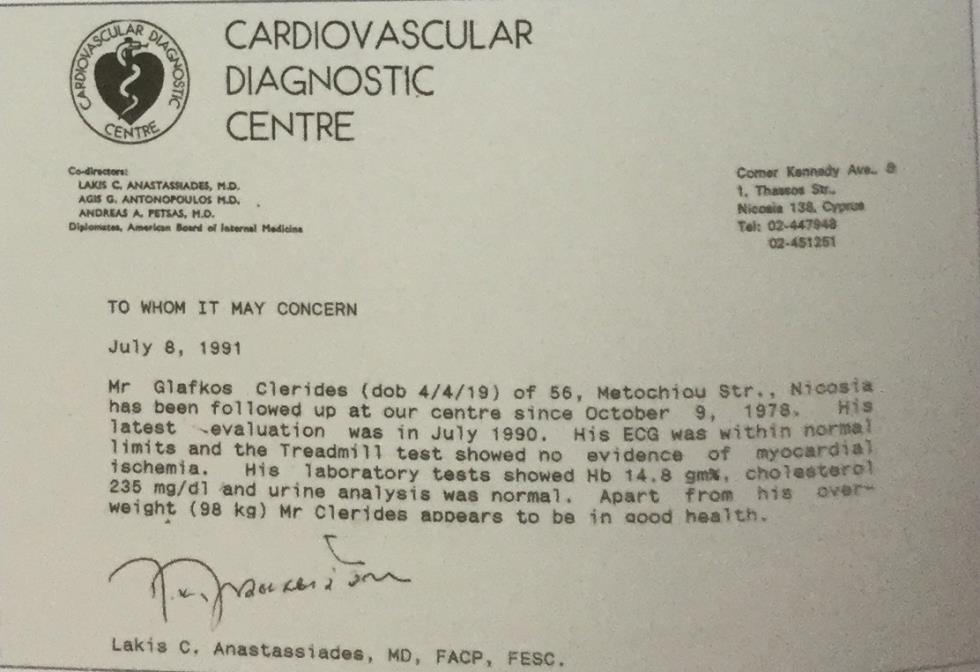 CARDIOVASCULAR DIAGNOSTIC
CENTRE
CARDIOVASCULAR
DIAGNOSTIC
CENTRE
Co-directors:
LAKIS C. ANASTASSIADES, M.D.
AGIS G. ANTONOPOULOS M.D.
ANDREAS A. PETSAS, M.D.
Diplomates, American Board of Internal Medicine
Corner Kennedy Ave., &
1, Thassos Str.,
Nicosia 138, Cyprus
Tel: 02-447948
02-451251
TO WHOM IT MAY CONCERN
July 8, 1991
Mr Glafkos Clerides (dob 4/4/19) of 56, Metochiou Str., Nicosia
has been followed up at our centre since October 9, 1978. His
latest evaluation was in July 1990. His ECG was within normal
limits and the Treadmill test showed no evidence of myocardial
ischemia. His laboratory tests showed Hb 14.8 gm%, cholesterol
235 mg/dl and urine analysis was normal. Apart from his over-
weight (98 kg) Mr Clerides appears to be in good health.
Lakis C. Anastassiades, MD, FACP, FESC.